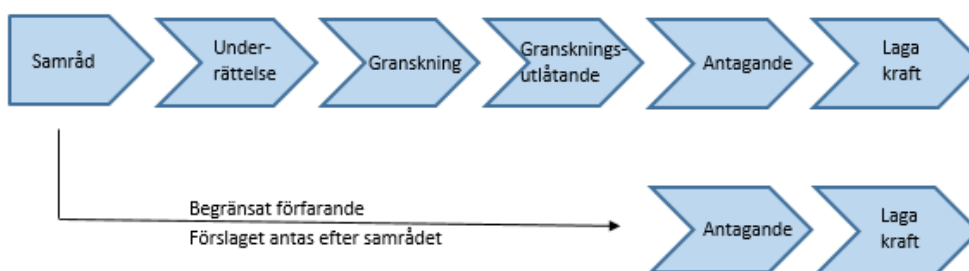 Samråd
Under-
rättelse
Granskning
Gransknings-
utlåtande
Antagande
Laga
kraft
Begränsat förfarande
Förslaget antas efter samrådet
Antagande
Laga
kraft